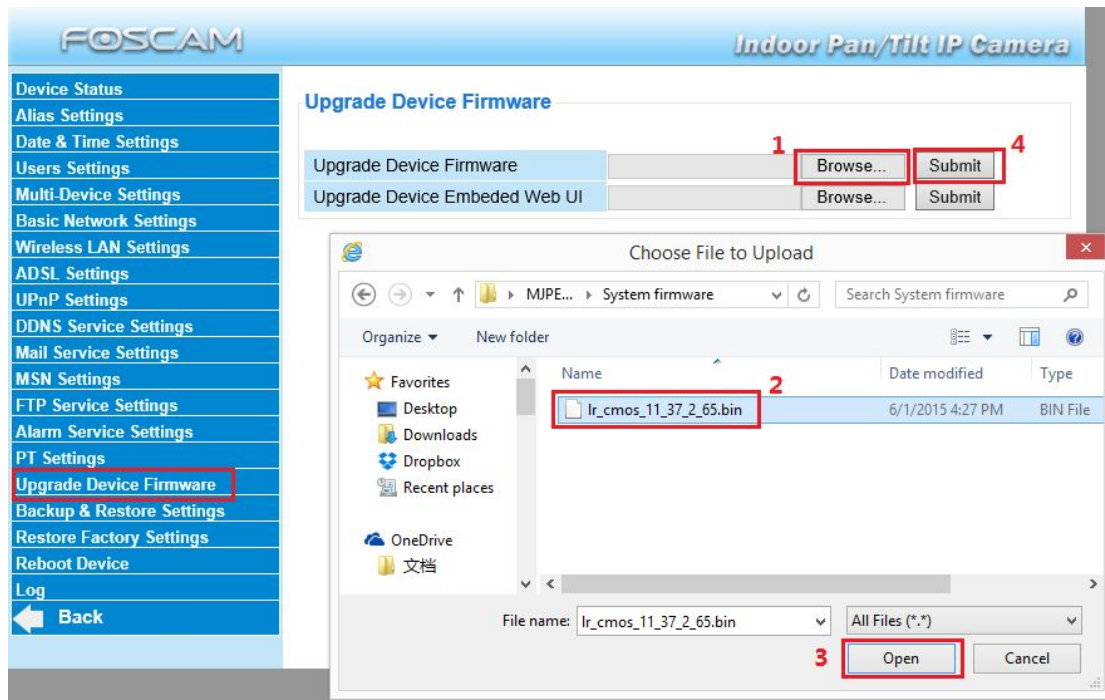 FOSCAM
Indoor Pan/Tilt IP Camera
Device Status
Alias Settings
Date & Time Settings
Users Settings
Multi-Device Settings
Basic Network Settings
Wireless LAN Settings
ADSL Settings
UPnP Settings
DDNS Service Settings
Mail Service Settings
MSN Settings
FTP Service Settings
Alarm Service Settings
PT Settings
Upgrade Device Firmware
Backup & Restore Settings
Restore Factory Settings
Reboot Device
Log
Back
Upgrade Device Firmware
1
4
Upgrade Device Firmware Browse... Submit
Upgrade Device Embeded Web UI Browse... Submit
Choose File to Upload
MJPE... System firmware Search System firmware
Organize New folder
Name Date modified Type
2
lr_cmos_11_37_2_65.bin 6/1/2015 4:27 PM BIN File
Favorites
Desktop
Downloads
Dropbox
Recent places
OneDrive
文档
File name: lr_cmos_11_37_2_65.bin All Files (*.*)
3 Open Cancel